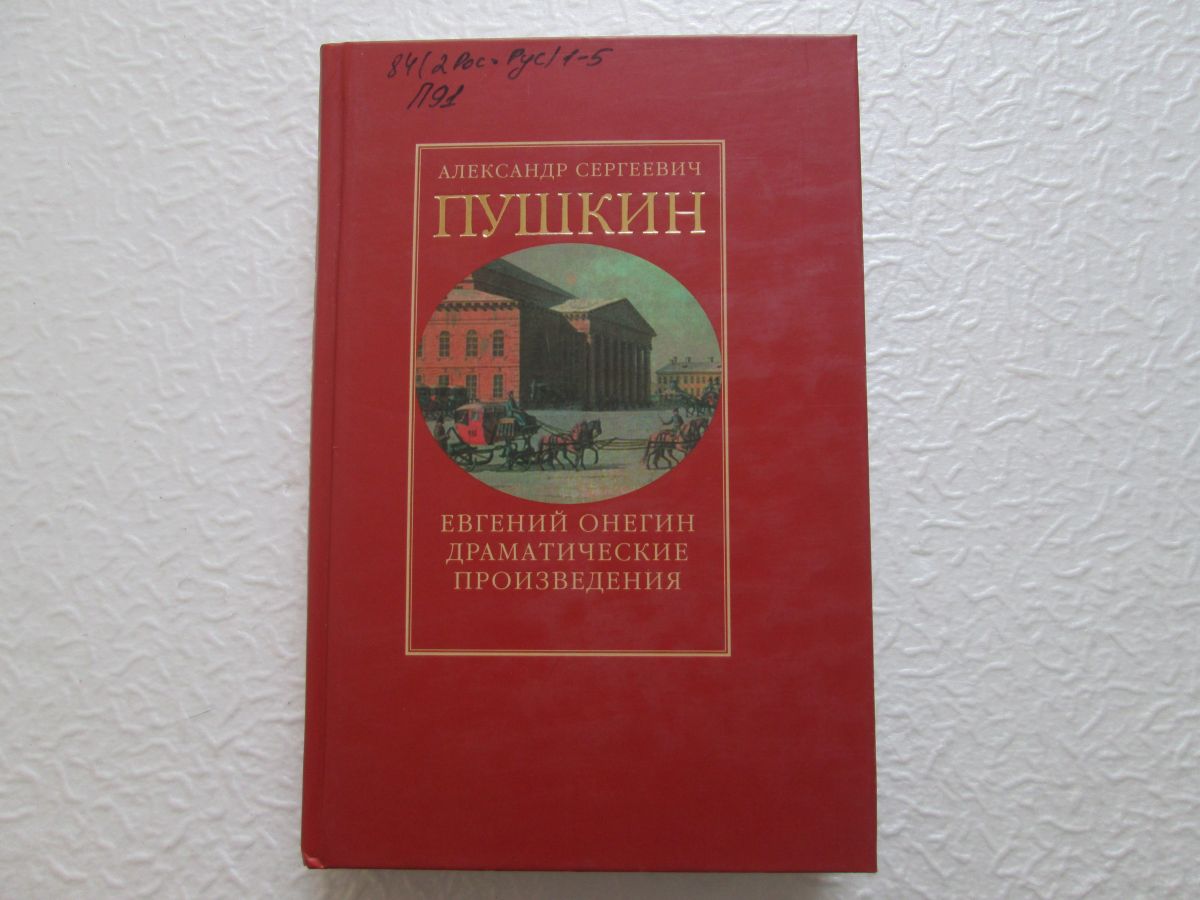 84(2Рос=Рус)1-5
П91
АЛЕКСАНДР СЕРГЕЕВИЧ
ПУШКИН
ЕВГЕНИЙ ОНЕГИН
ДРАМАТИЧЕСКИЕ
ПРОИЗВЕДЕНИЯ